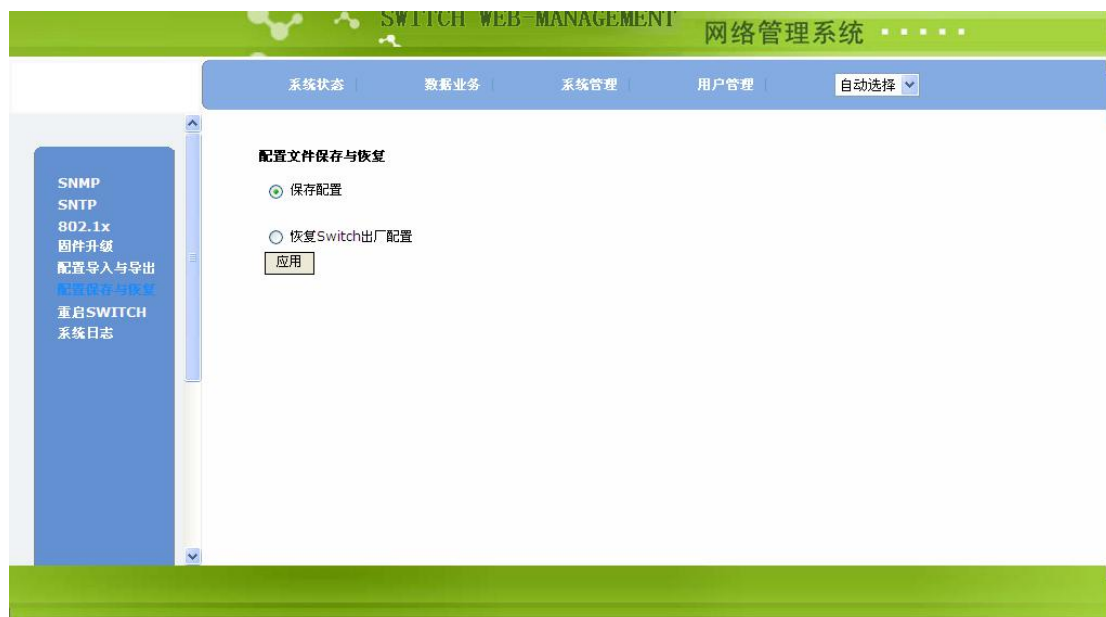 SWITCH WEB-MANAGEMENT
网络管理系统 ·····
系统状态 | 数据业务 | 系统管理 | 用户管理 | 自动选择
SNMP
SNTP
802.1x
固件升级
配置导入与导出
配置保存与恢复
重启SWITCH
系统日志
配置文件保存与恢复
保存配置
恢复Switch出厂配置
应用